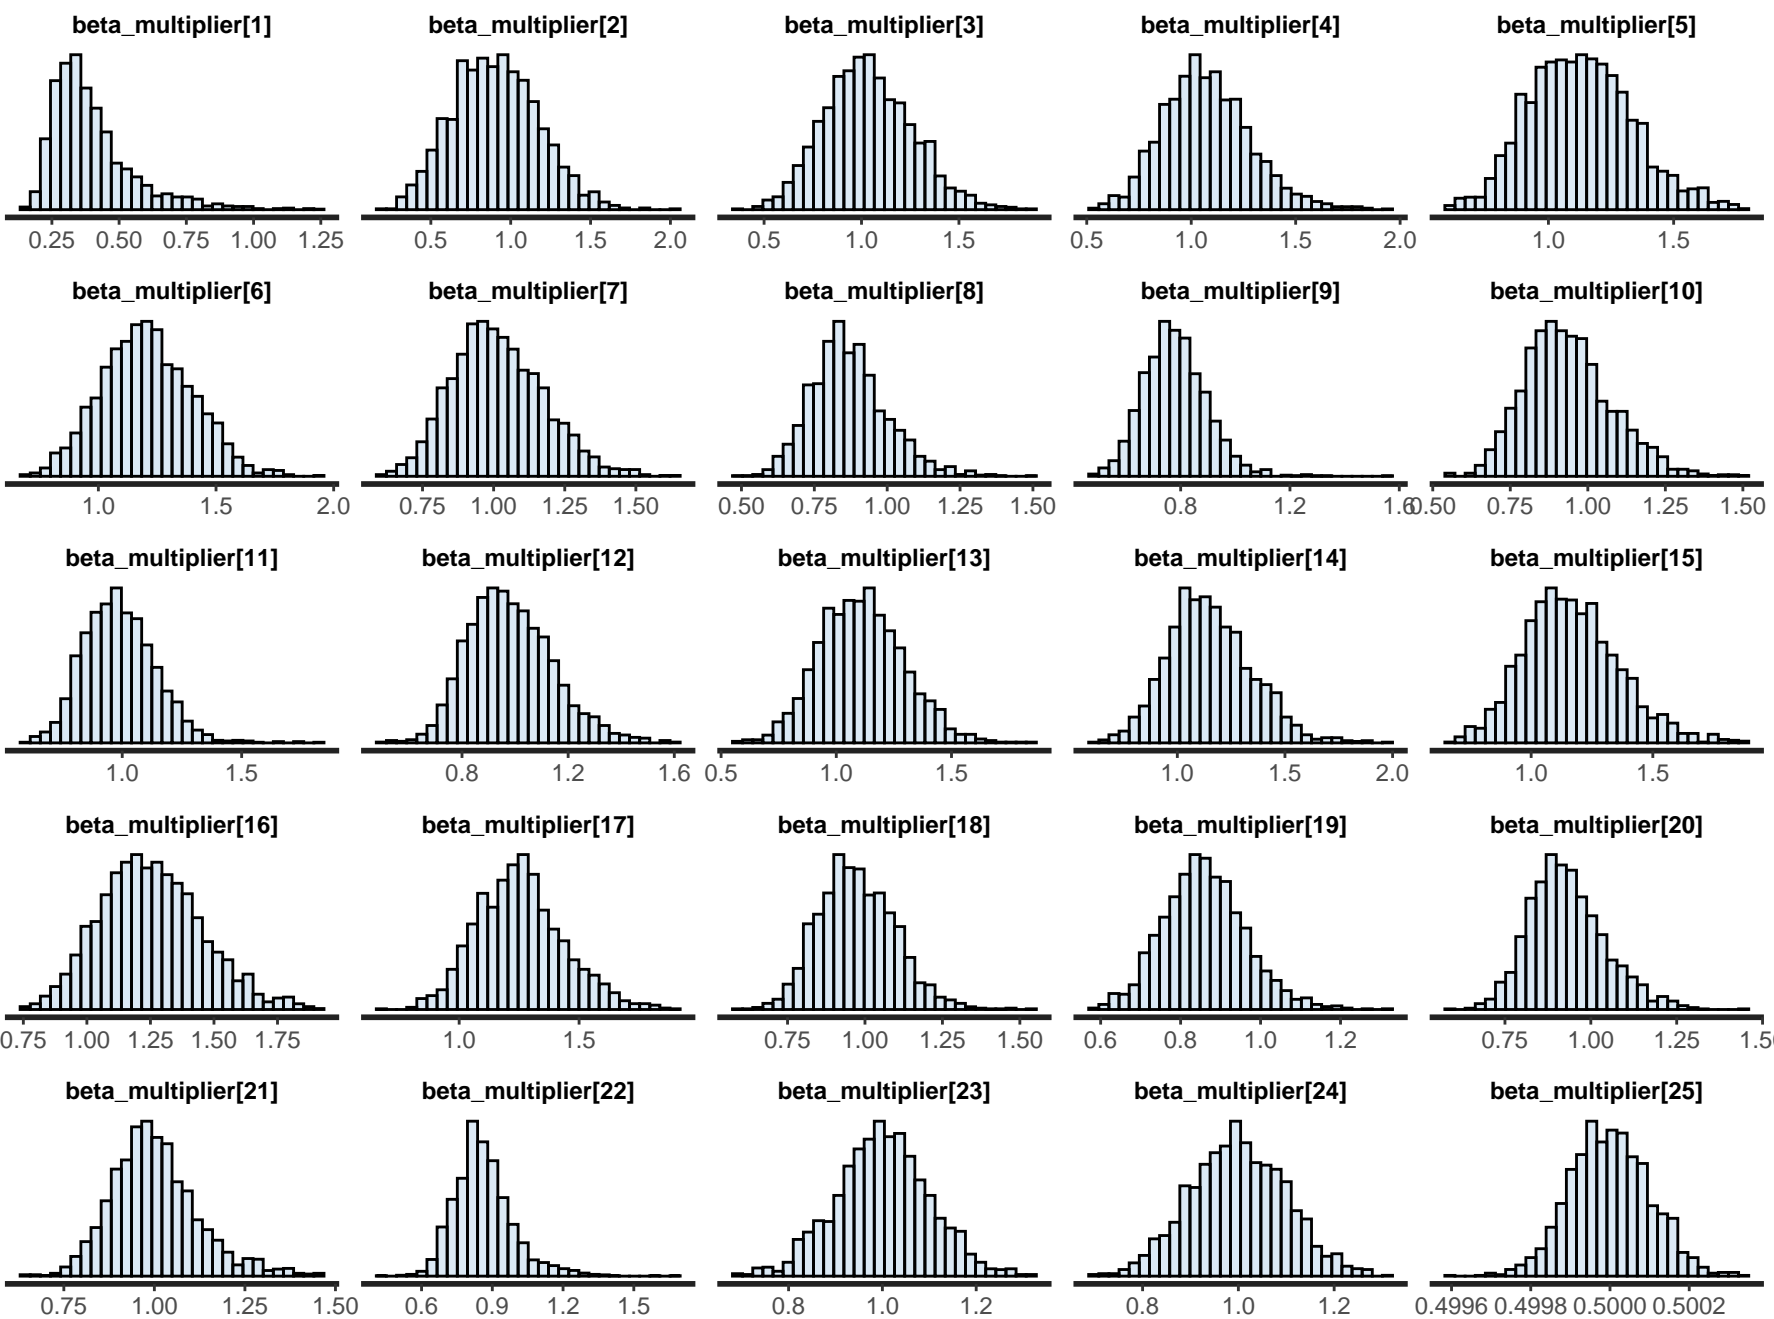 beta_multiplier[1] beta_multiplier[2] beta_multiplier[3] beta_multiplier[4] beta_multiplier[5]
0.25 0.50 0.75 1.00 1.25 0.5 1.0 1.5 2.0 0.5 1.0 1.5 0.5 1.0 1.5 2.0 1.0 1.5
beta_multiplier[6] beta_multiplier[7] beta_multiplier[8] beta_multiplier[9] beta_multiplier[10]
1.0 1.5 2.0 0.75 1.00 1.25 1.50 0.50 0.75 1.00 1.25 1.50 0.8 1.2 1.6 0.50 0.75 1.00 1.25 1.50
beta_multiplier[11] beta_multiplier[12] beta_multiplier[13] beta_multiplier[14] beta_multiplier[15]
1.0 1.5 0.8 1.2 1.6 0.5 1.0 1.5 1.0 1.5 2.0 1.0 1.5
beta_multiplier[16] beta_multiplier[17] beta_multiplier[18] beta_multiplier[19] beta_multiplier[20]
0.75 1.00 1.25 1.50 1.75 1.0 1.5 0.75 1.00 1.25 1.50 0.6 0.8 1.0 1.2 0.75 1.00 1.25 1.50
beta_multiplier[21] beta_multiplier[22] beta_multiplier[23] beta_multiplier[24] beta_multiplier[25]
0.75 1.00 1.25 1.50 0.6 0.9 1.2 1.5 0.8 1.0 1.2 0.8 1.0 1.2 0.4996 0.4998 0.5000 0.5002